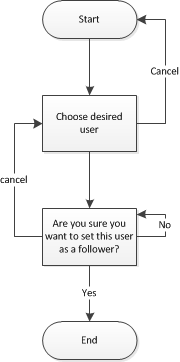 Start
Cancel
Choose desired
user
cancel
Are you sure you
want to set this user
as a follower?
No
Yes
End